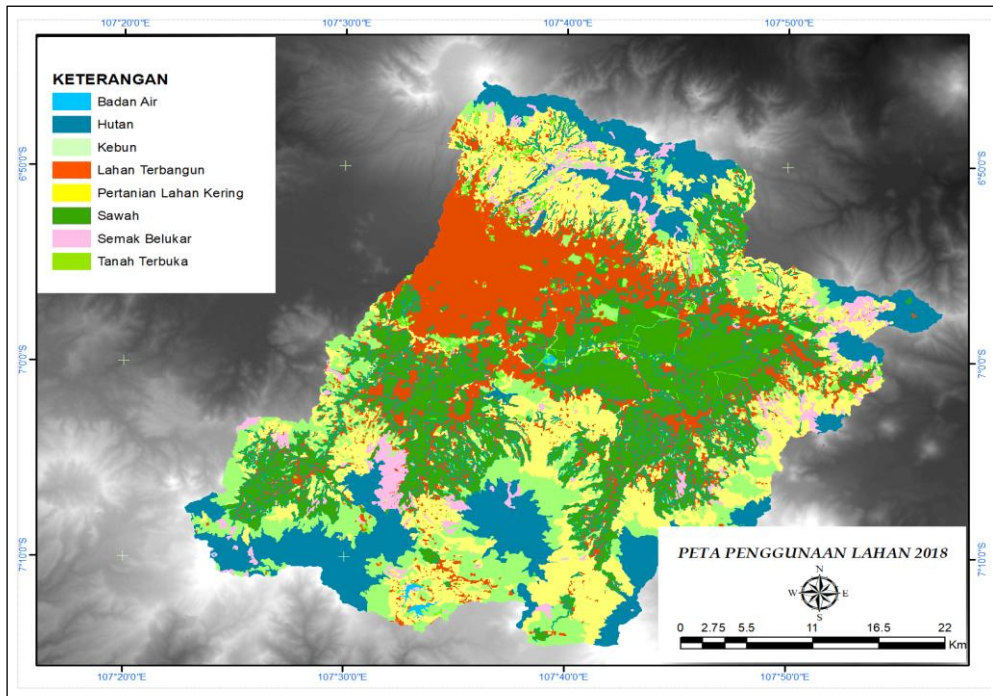 107°20'0"E 107°30'0"E 107°40'0"E 107°50'0"E
KETERANGAN
Badan Air
Hutan
Kebun
Lahan Terbangun
Pertanian Lahan Kering
Sawah
Semak Belukar
Tanah Terbuka
6°50'0"S
6°50'0"S
7°0'0"S
7°0'0"S
7°10'0"S
7°10'0"S
PETA PENGGUNAAN LAHAN 2018
N
W E
S
0 2.75 5.5 11 16.5 22
Km
107°20'0"E 107°30'0"E 107°40'0"E 107°50'0"E